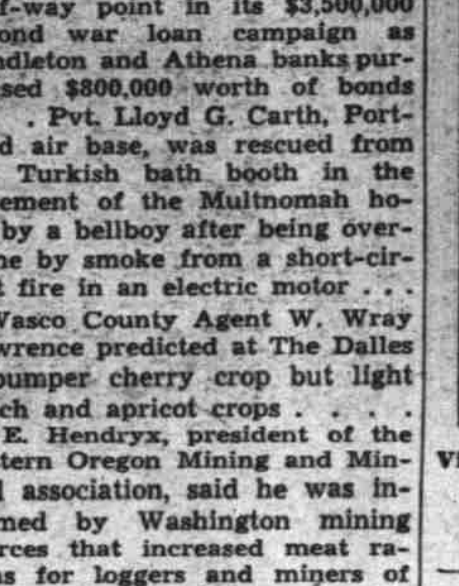 f-way point in its $3,500,000
ond war loan campaign as
ndleton and Athena banks pur-
sed $800,000 worth of bonds
. Pvt. Lloyd G. Carth, Port-
d air base, was rescued from
Turkish bath booth in the
ement of the Multnomah ho-
by a bellboy after being over-
me by smoke from a short-cir-
t fire in an electric motor . . .
Wasco County Agent W. Wray
wrence predicted at The Dalles
bumper cherry crop but light
ch and apricot crops . . . .
E. Hendryx, president of the
tern Oregon Mining and Min-
l association, said he was in-
med by Washington mining
rces that increased meat ra-
ns for loggers and miners of